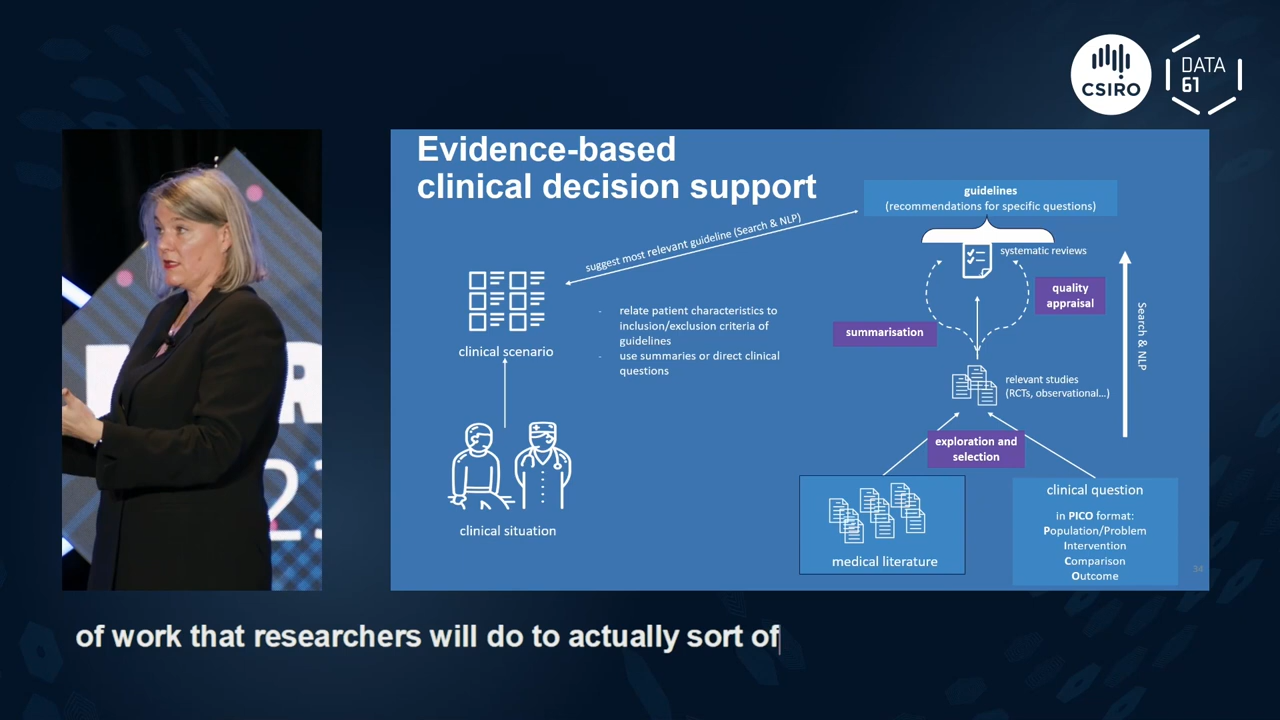 CSIRO
DATA
61
Evidence-based
clinical decision support
guidelines
(recommendations for specific questions)
suggest most relevant guideline (Search & NLP)
systematic reviews
quality
appraisal
summarisation
Search & NLP
- relate patient characteristics to
inclusion/exclusion criteria of
guidelines
- use summaries or direct clinical
questions
clinical scenario
relevant studies
(RCTs, observational...)
exploration and
selection
clinical situation
medical literature
clinical question
in PICO format:
Population/Problem
Intervention
Comparison
Outcome
34
of work that researchers will do to actually sort of